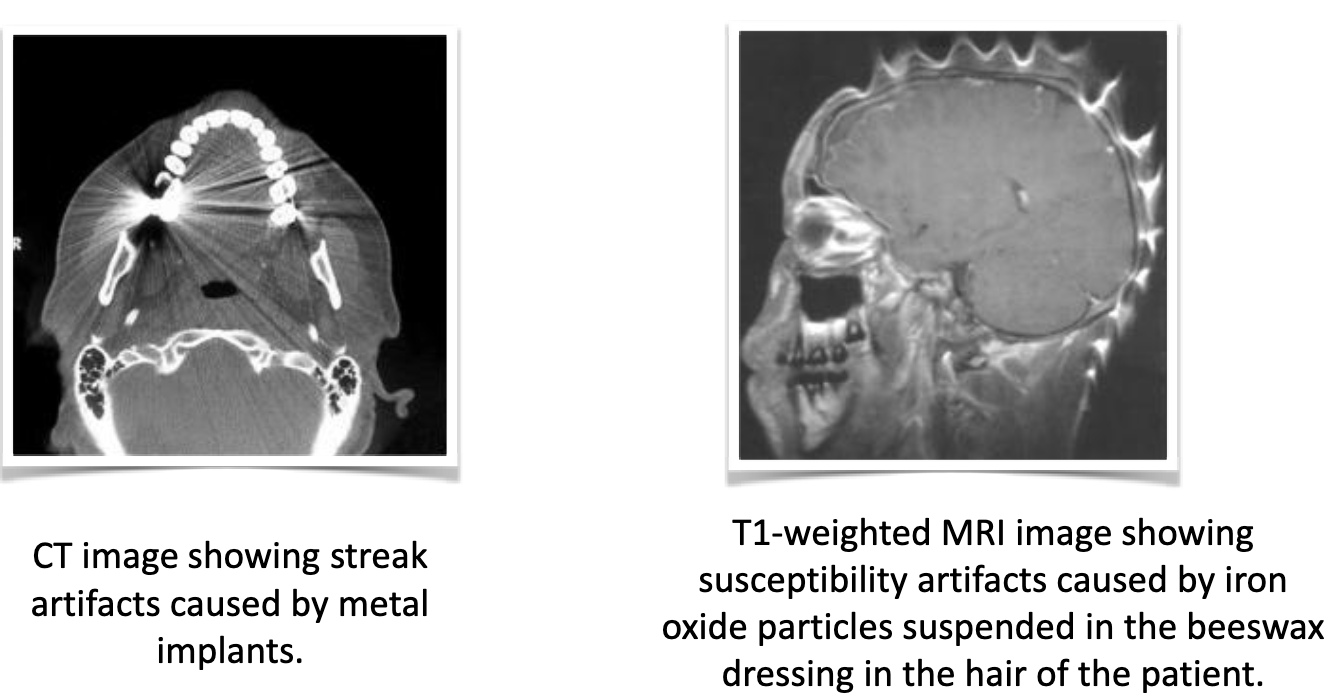 R
CT image showing streak
artifacts caused by metal
implants.
T1-weighted MRI image showing
susceptibility artifacts caused by iron
oxide particles suspended in the beeswax
dressing in the hair of the patient.